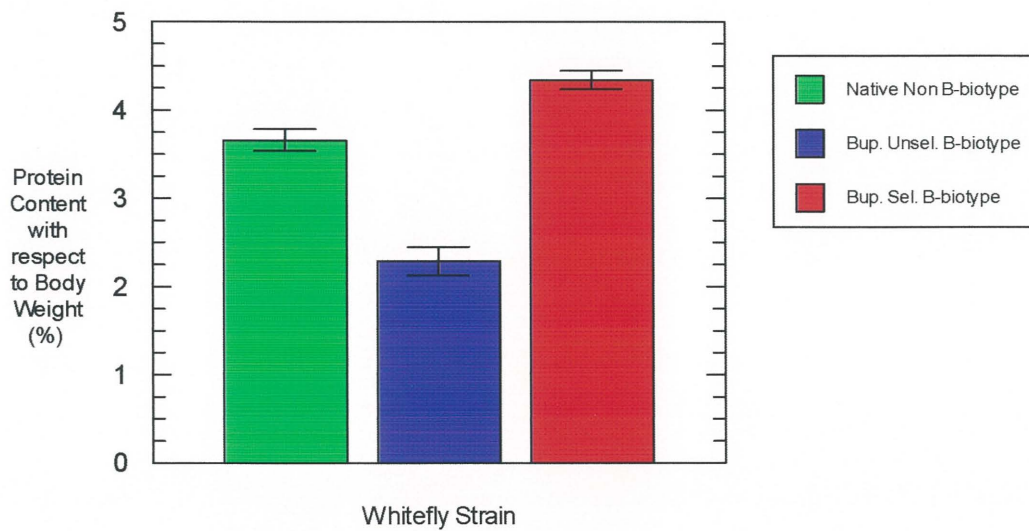 5
4
3
2
1
0
Protein
Content
with
respect
to Body
Weight
(%)
Whitefly Strain
Native Non B-biotype
Bup. Unsel. B-biotype
Bup. Sel. B-biotype